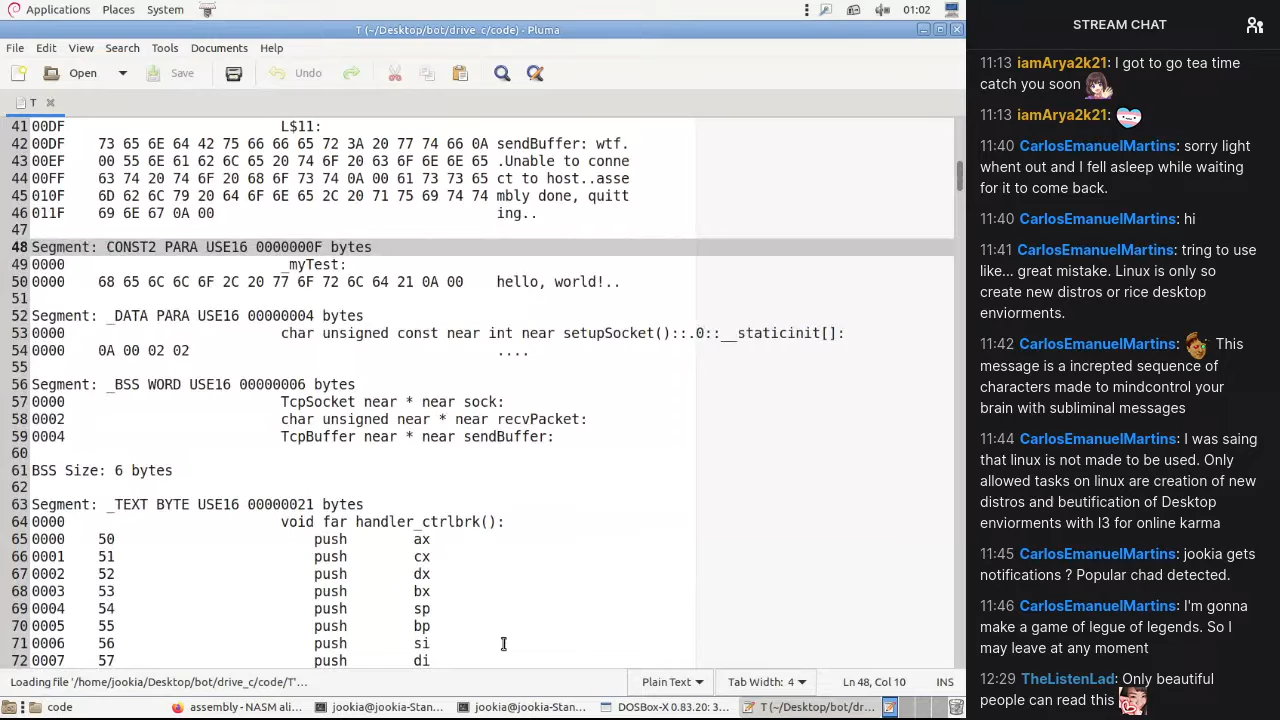 Applications Places System 01:02
T (~/Desktop/bot/drive_c/code) - Pluma
File Edit View Search Tools Documents Help
Open Save Undo
T
41 00DF L$11:
42 00DF 73 65 6E 64 42 75 66 66 65 72 3A 20 77 74 66 0A sendBuffer: wtf.
43 00EF 00 55 6E 61 62 6C 65 20 74 6F 20 63 6F 6E 6E 65 .Unable to conne
44 00FF 63 74 20 74 6F 20 68 6F 73 74 0A 00 61 73 73 65 ct to host..asse
45 010F 6D 62 6C 79 20 64 6F 6E 65 2C 20 71 75 69 74 74 mbly done, quitt
46 011F 69 6E 67 0A 00 ing..
47
48 Segment: CONST2 PARA USE16 0000000F bytes
49 0000 _myTest:
50 0000 68 65 6C 6C 6F 2C 20 77 6F 72 6C 64 21 0A 00 hello, world!..
51
52 Segment: _DATA PARA USE16 00000004 bytes
53 0000 char unsigned const near int near setupSocket()::.0::__staticinit[]:
54 0000 0A 00 02 02 ....
55
56 Segment: _BSS WORD USE16 00000006 bytes
57 0000 TcpSocket near * near sock:
58 0002 char unsigned near * near recvPacket:
59 0004 TcpBuffer near * near sendBuffer:
60
61 BSS Size: 6 bytes
62
63 Segment: _TEXT BYTE USE16 00000021 bytes
64 0000 void far handler_ctrlbrk():
65 0000 50 push ax
66 0001 51 push cx
67 0002 52 push dx
68 0003 53 push bx
69 0004 54 push sp
70 0005 55 push bp
71 0006 56 push si
72 0007 57 push di
Loading file '/home/jookia/Desktop/bot/drive_c/code/T'... Plain Text Tab Width: 4 Ln 48, Col 10 INS
code assembly - NASM ali... jookia@jookia-Stan... jookia@jookia-Stan... DOSBox-X 0.83.20: 3... T (~/Desktop/bot/dr...
STREAM CHAT
11:13 iamArya2k21: I got to go tea time
catch you soon
11:13 iamArya2k21:
11:40 CarlosEmanuelMartins: sorry light
whent out and I fell asleep while waiting
for it to come back.
11:40 CarlosEmanuelMartins: hi
11:41 CarlosEmanuelMartins: tring to use
like... great mistake. Linux is only so
create new distros or rice desktop
enviorments.
11:42 CarlosEmanuelMartins: This
message is a increpted sequence of
characters made to mindcontrol your
brain with subliminal messages
11:44 CarlosEmanuelMartins: I was saing
that linux is not made to be used. Only
allowed tasks on linux are creation of new
distros and beutification of Desktop
enviorments with I3 for online karma
11:45 CarlosEmanuelMartins: jookia gets
notifications ? Popular chad detected.
11:46 CarlosEmanuelMartins: I'm gonna
make a game of legue of legends. So I
may leave at any moment
12:29 TheListenLad: Only beautiful
people can read this